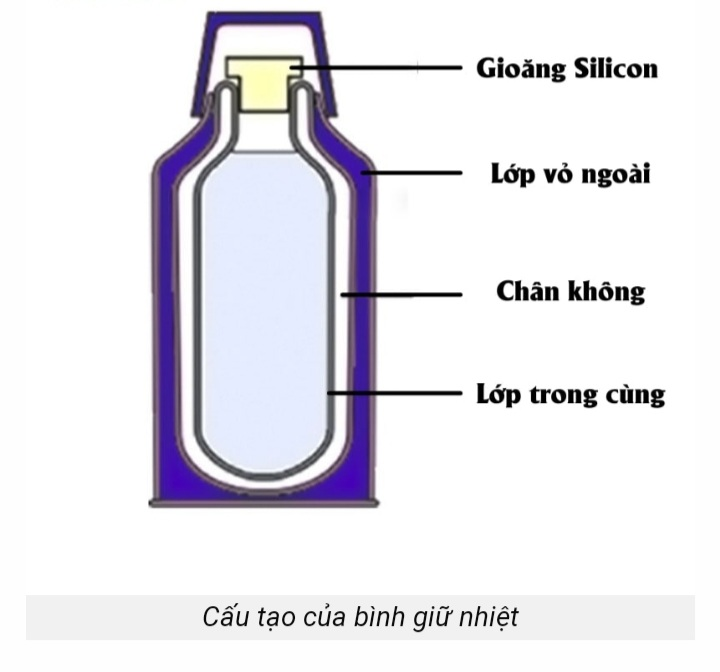 Gioăng Silicon
Lớp vỏ ngoài
Chân không
Lớp trong cùng
Cấu tạo của bình giữ nhiệt